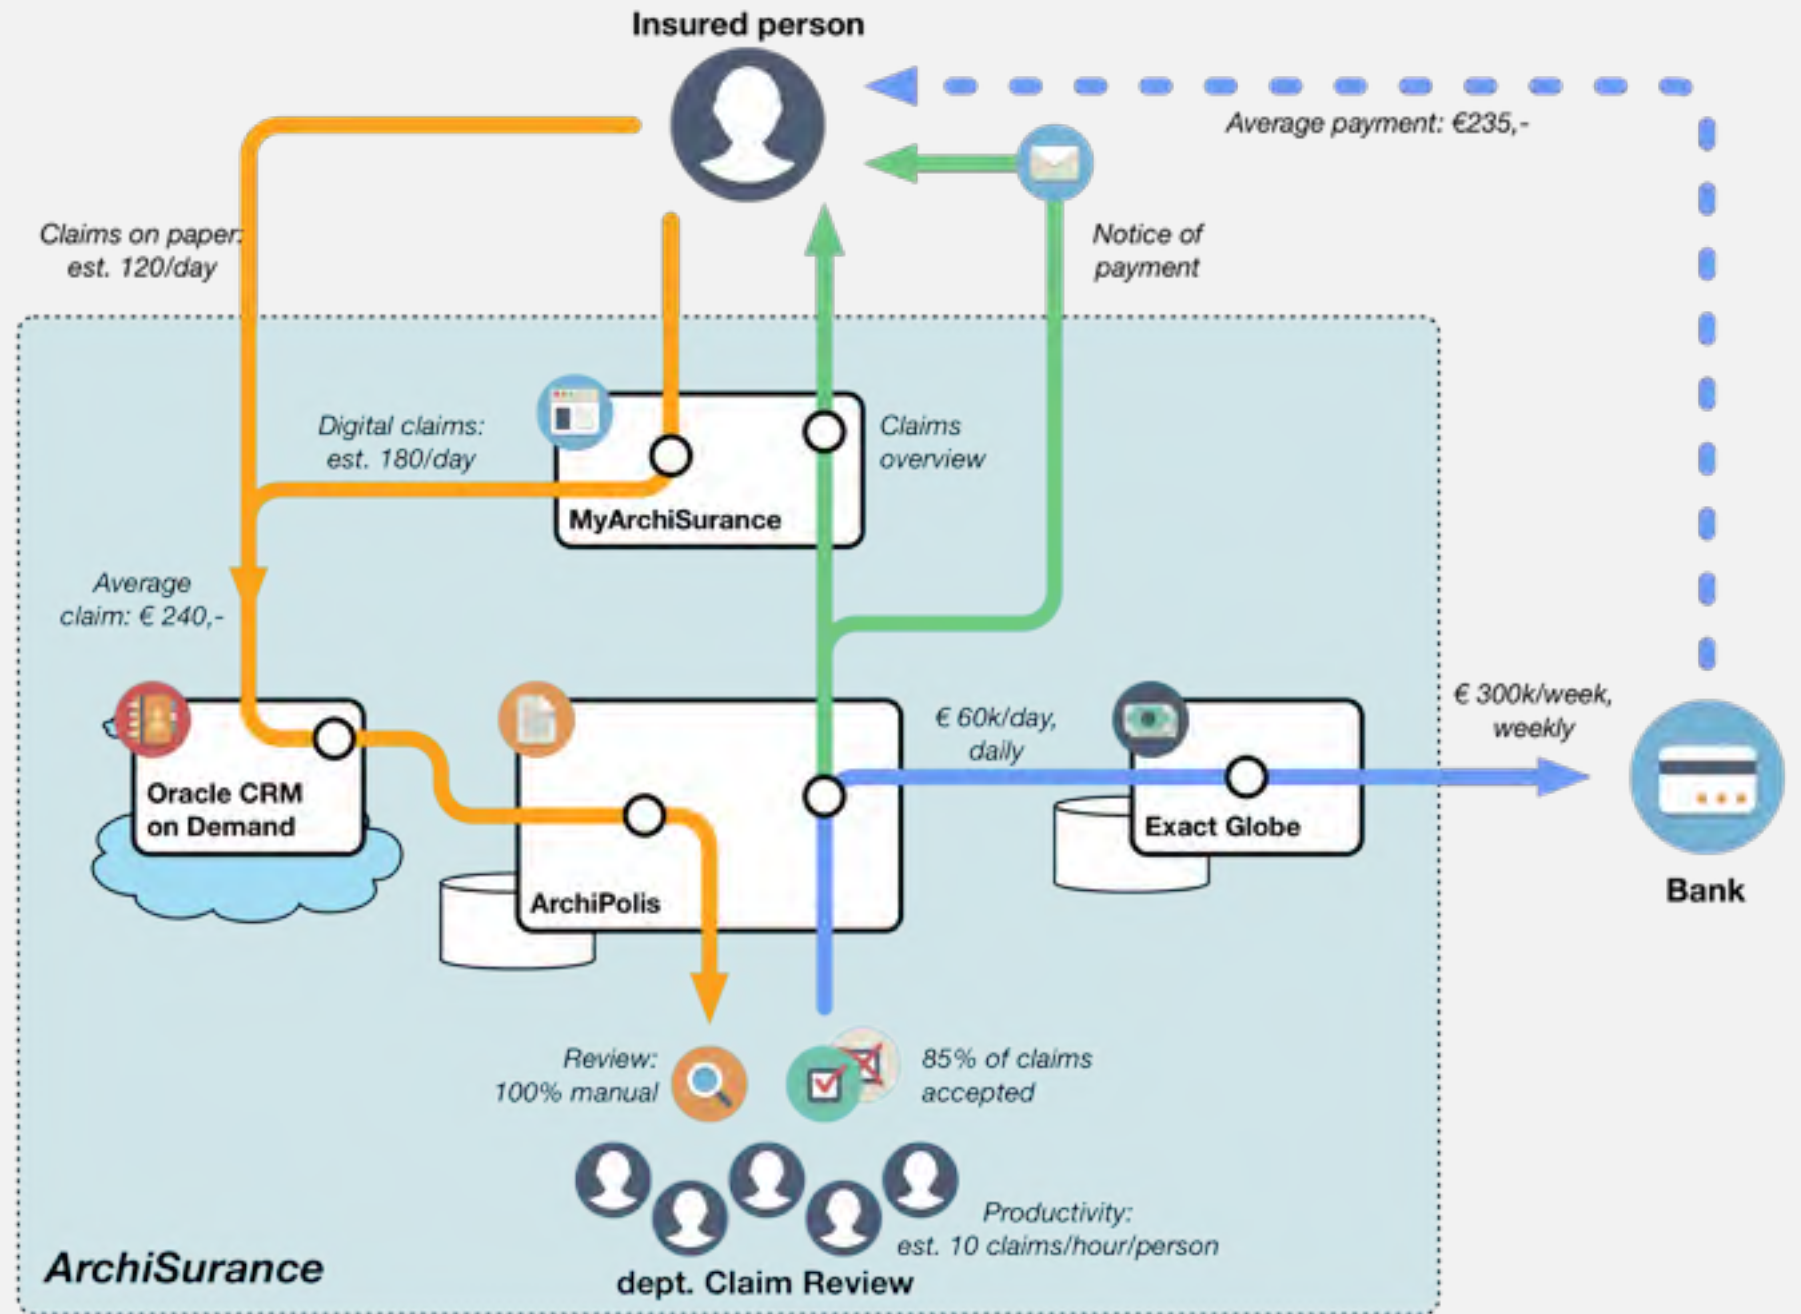 Insured person
Average payment: €235,-
Claims on paper:
est. 120/day
Notice of
payment
Digital claims:
est. 180/day
Claims
overview
MyArchiSurance
Average
claim: € 240,-
€ 60k/day,
daily
€ 300k/week,
weekly
Oracle CRM
on Demand
ArchiPolis
Exact Globe
Bank
Review:
100% manual
85% of claims
accepted
Productivity:
est. 10 claims/hour/person
ArchiSurance
dept. Claim Review